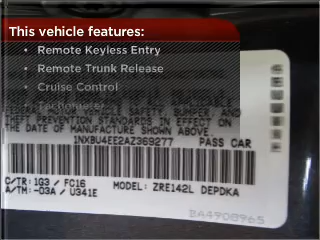 This vehicle features:
• Remote Keyless Entry
• Remote Trunk Release
• Cruise Control
• Tachometer
SAFETY, BUMPER, AND
THEFT PREVENTION STANDARDS IN EFFECT ON
THE DATE OF MANUFACTURE SHOWN ABOVE.
1NXBU4EE2AZ369277 PASS CAR
C/TR: 1G3 / FC16
A/TM: -03A / U341E
MODEL: ZRE142L DEPDKA
BA4908965